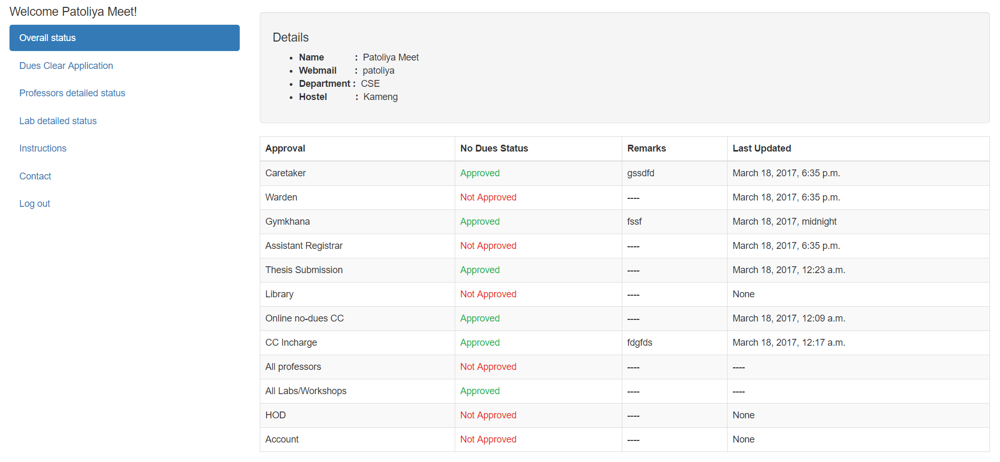 Welcome Patoliya Meet!
Overall status
Dues Clear Application
Professors detailed status
Lab detailed status
Instructions
Contact
Log out
Details
Name : Patoliya Meet
Webmail : patoliya
Department : CSE
Hostel : Kameng
Approval No Dues Status Remarks Last Updated
Caretaker Approved gssdfd March 18, 2017, 6:35 p.m.
Warden Not Approved ---- March 18, 2017, 6:35 p.m.
Gymkhana Approved fssf March 18, 2017, midnight
Assistant Registrar Not Approved ---- March 18, 2017, 6:35 p.m.
Thesis Submission Approved ---- March 18, 2017, 12:23 a.m.
Library Not Approved ---- None
Online no-dues CC Approved ---- March 18, 2017, 12:09 a.m.
CC Incharge Approved fdgfds March 18, 2017, 12:17 a.m.
All professors Not Approved ---- ----
All Labs/Workshops Approved ---- ----
HOD Not Approved ---- None
Account Not Approved ---- None